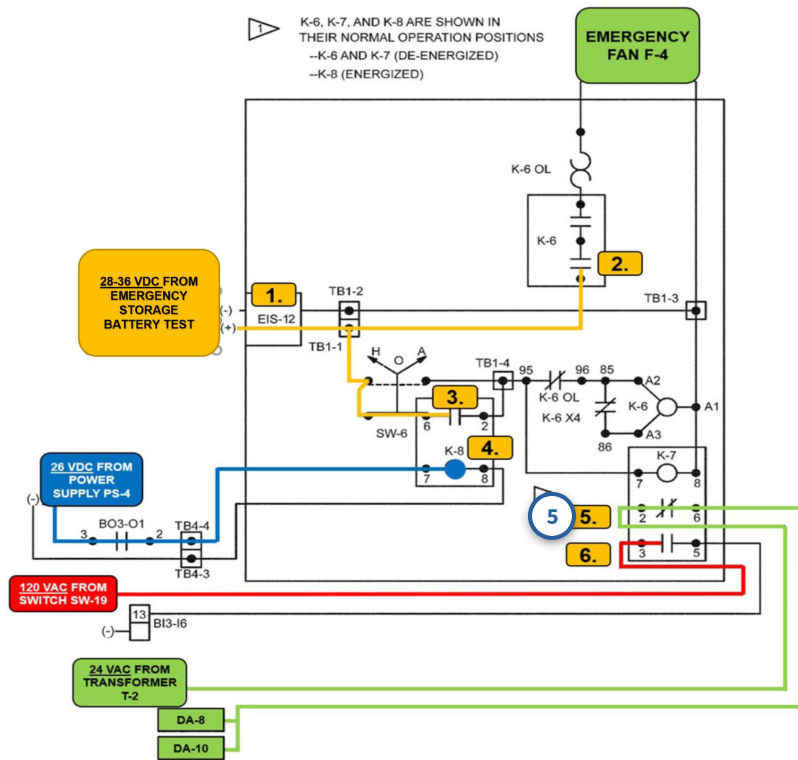 1
K-6, K-7, AND K-8 ARE SHOWN IN
THEIR NORMAL OPERATION POSITIONS
--K-6 AND K-7 (DE-ENERGIZED)
--K-8 (ENERGIZED)
EMERGENCY
FAN F-4
K-6 OL
K-6
2.
28-36 VDC FROM
EMERGENCY
STORAGE
BATTERY TEST
(-)
(+)
1.
EIS-12
TB1-2
TB1-1
TB1-3
H
O
A
SW-6
TB1-4
95
96
85
K-6 OL
K-6 X4
86
A2
A3
K-6
A1
3.
6
2
4.
K-8
7
8
K-7
7
8
5
5.
2
6
6.
3
5
26 VDC FROM
POWER
SUPPLY PS-4
(-)
3
BO3-O1
2
TB4-4
TB4-3
120 VAC FROM
SWITCH SW-19
13
(-)
BI3-I6
24 VAC FROM
TRANSFORMER
T-2
DA-8
DA-10